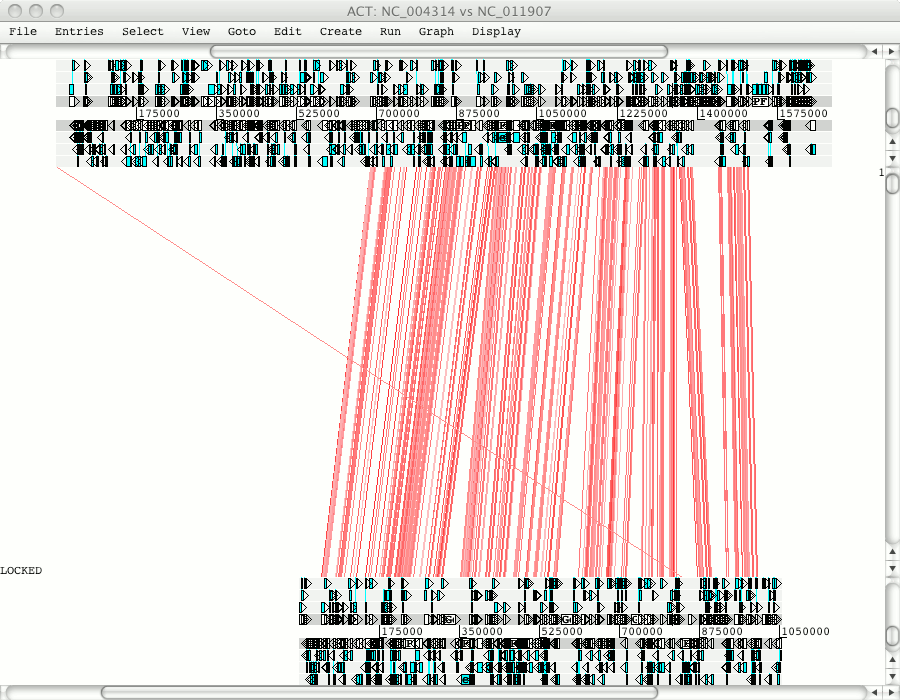 ACT: NC_004314 vs NC_011907
File Entries Select View Goto Edit Create Run Graph Display
175000 350000 525000 700000 875000 1050000 1225000 1400000 1575000
1
LOCKED
175000 350000 525000 700000 875000 1050000